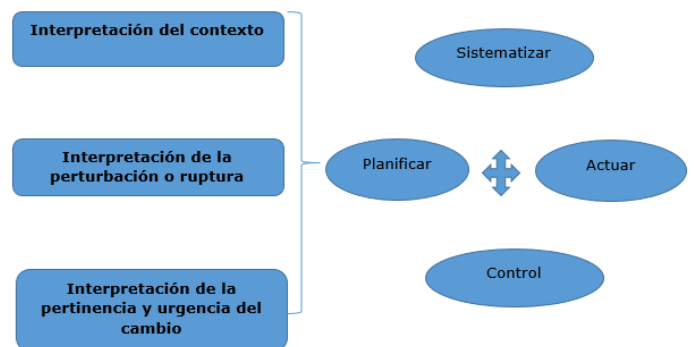 Interpretación del contexto
Interpretación de la
perturbación o ruptura
Interpretación de la
pertinencia y urgencia del
cambio
Sistematizar
Planificar
Actuar
Control